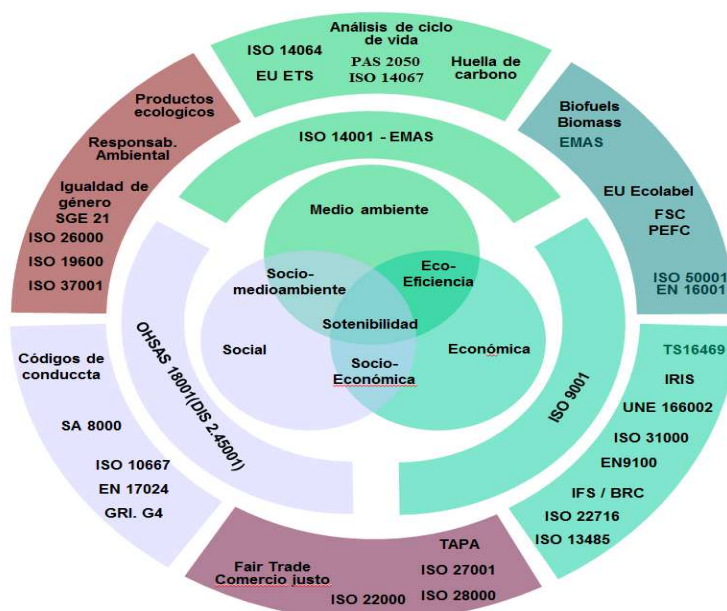 Análisis de ciclo
de vida
ISO 14064
EU ETS
PAS 2050
ISO 14067
Huella de
carbono
Biofuels
Biomass
EMAS
EU Ecolabel
FSC
PEFC
ISO 50001
EN 16001
TS16469
IRIS
UNE 166002
ISO 31000
EN9100
IFS / BRC
ISO 22716
ISO 13485
TAPA
ISO 27001
ISO 28000
Fair Trade
Comercio justo
ISO 22000
Códigos de
conduccta
SA 8000
ISO 10667
EN 17024
GRI. G4
Productos
ecologicos
Responsab.
Ambiental
Igualdad de
género
SGE 21
ISO 26000
ISO 19600
ISO 37001
ISO 14001 - EMAS
ISO 9001
OHSAS 18001(DIS 2.45001)
Medio ambiente
Socio-
medioambiente
Eco-
Eficiencia
Sotenibilidad
Social
Económica
Socio-
Económica